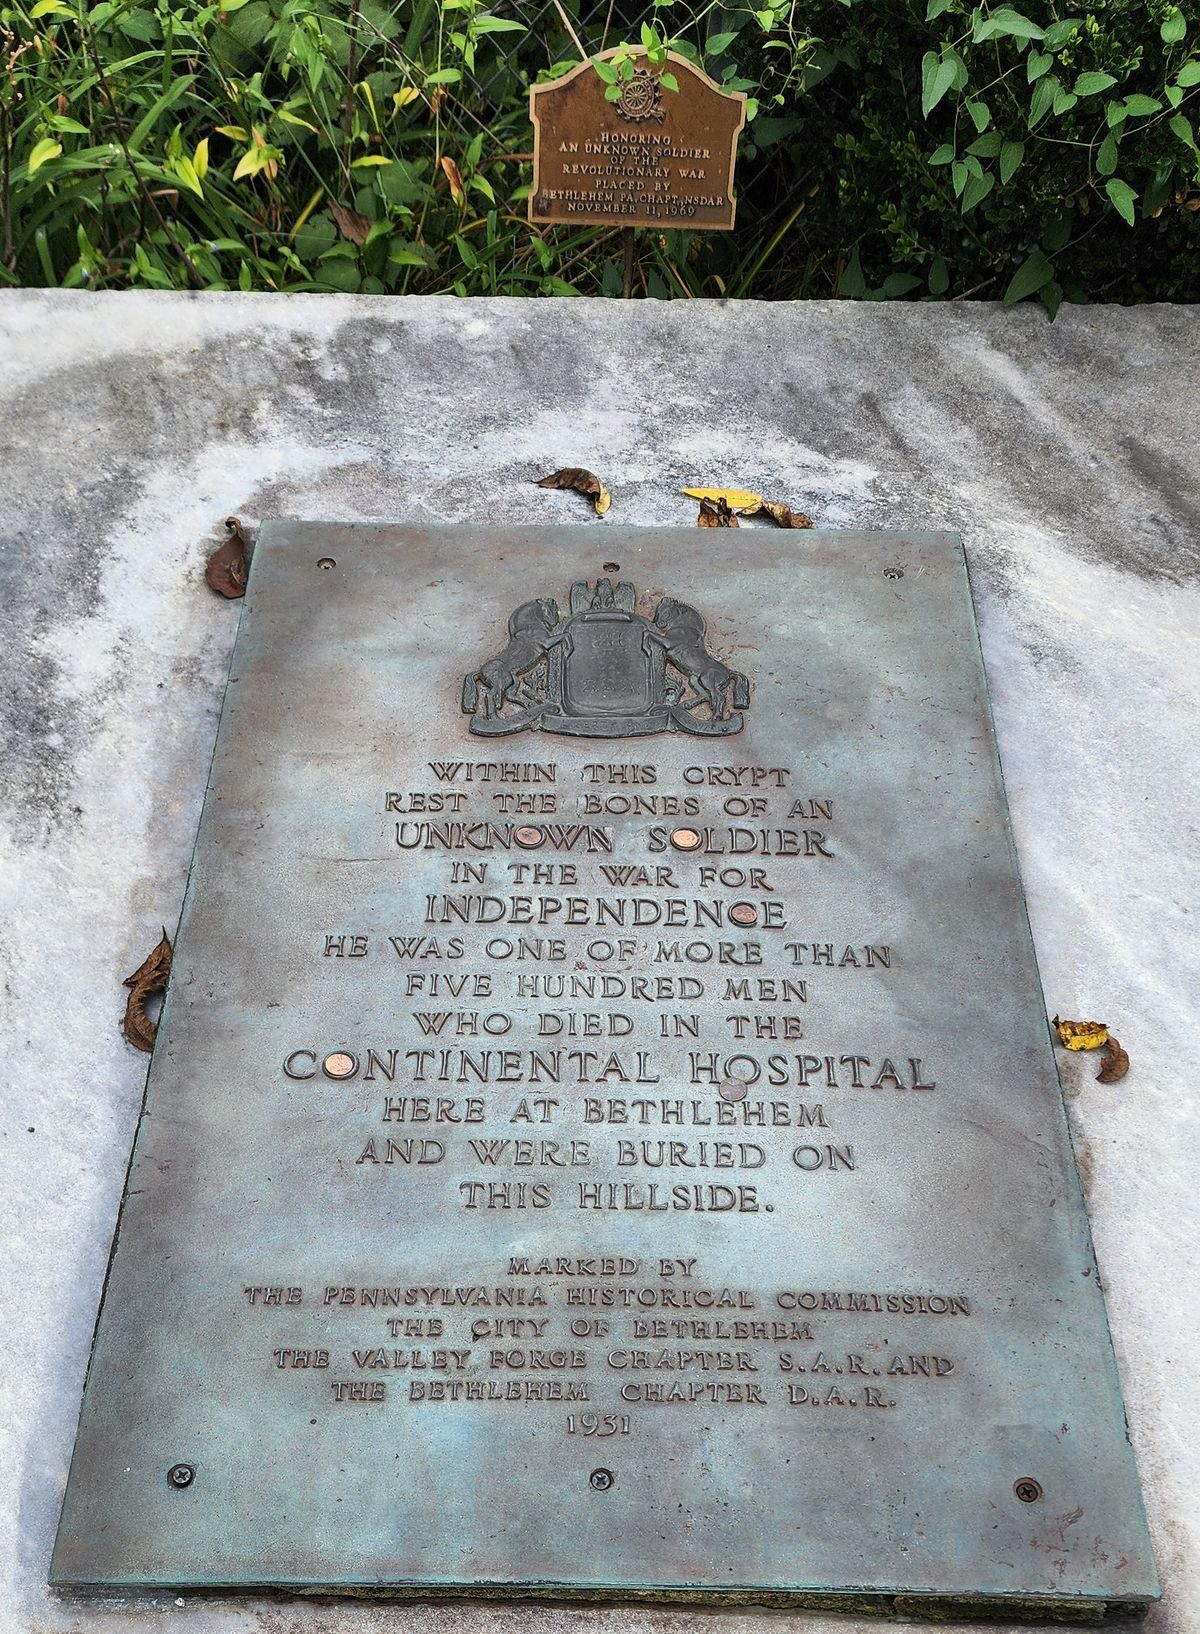 HONORING
AN UNKNOWN SOLDIER
OF THE
REVOLUTIONARY WAR
PLACED BY
BETHLEHEM PA. CHAPT., NSDAR
NOVEMBER 11, 1969
WITHIN THIS CRYPT
REST THE BONES OF AN
UNKNOWN SOLDIER
IN THE WAR FOR
INDEPENDENCE
HE WAS ONE OF MORE THAN
FIVE HUNDRED MEN
WHO DIED IN THE
CONTINENTAL HOSPITAL
HERE AT BETHLEHEM
AND WERE BURIED ON
THIS HILLSIDE.
MARKED BY
THE PENNSYLVANIA HISTORICAL COMMISSION
THE CITY OF BETHLEHEM
THE VALLEY FORGE CHAPTER S.A.R. AND
THE BETHLEHEM CHAPTER D.A.R.
1931